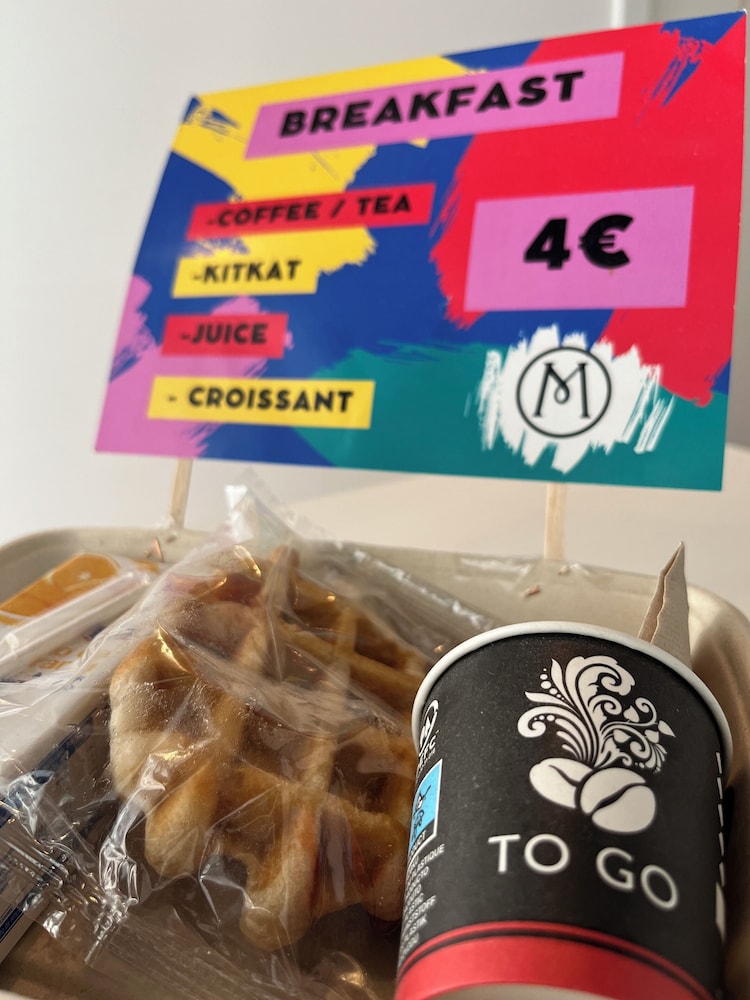 BREAKFAST
-COFFEE / TEA
4€
-KITKAT
-JUICE
- CROISSANT
M
TO GO